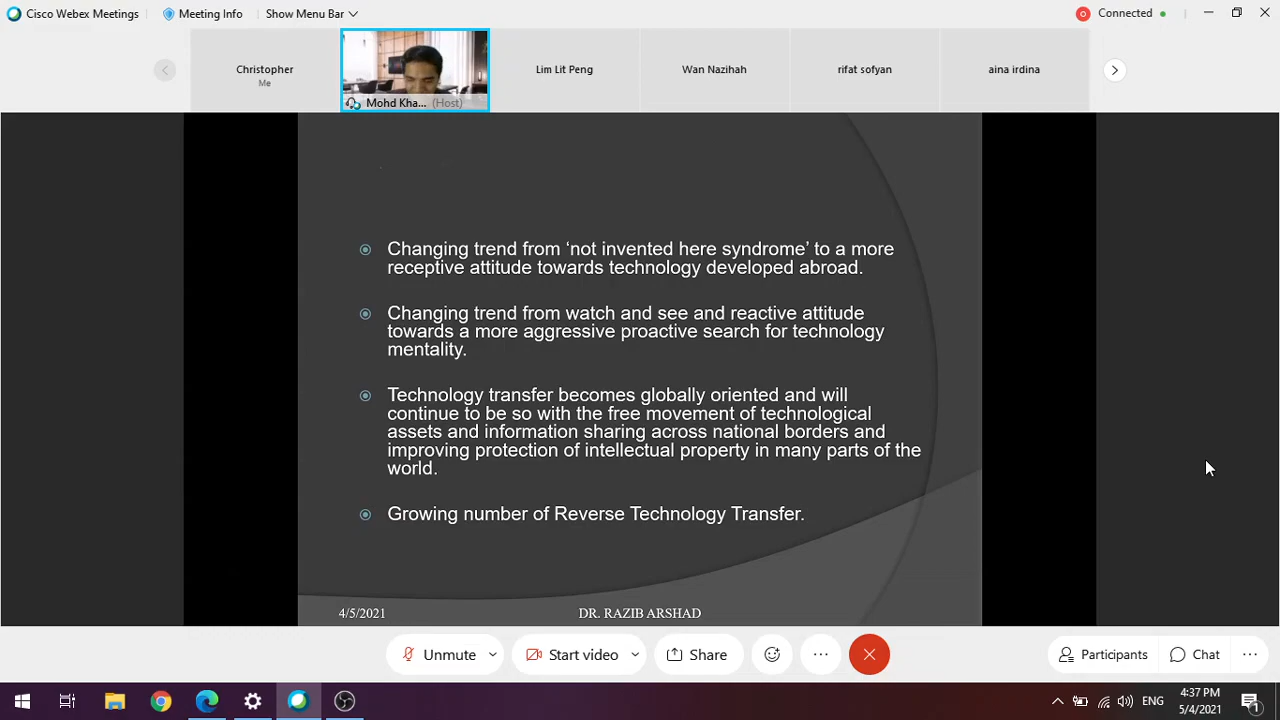 Cisco Webex Meetings
Meeting Info
Show Menu Bar
Connected
Christopher
Me
Mohd Kha... (Host)
Lim Lit Peng
Wan Nazihah
rifat sofyan
aina irdina
Changing trend from ‘not invented here syndrome’ to a more
receptive attitude towards technology developed abroad.
Changing trend from watch and see and reactive attitude
towards a more aggressive proactive search for technology
mentality.
Technology transfer becomes globally oriented and will
continue to be so with the free movement of technological
assets and information sharing across national borders and
improving protection of intellectual property in many parts of the
world.
Growing number of Reverse Technology Transfer.
4/5/2021
DR. RAZIB ARSHAD
Unmute
Start video
Share
Participants
Chat
ENG
4:37 PM
5/4/2021
1